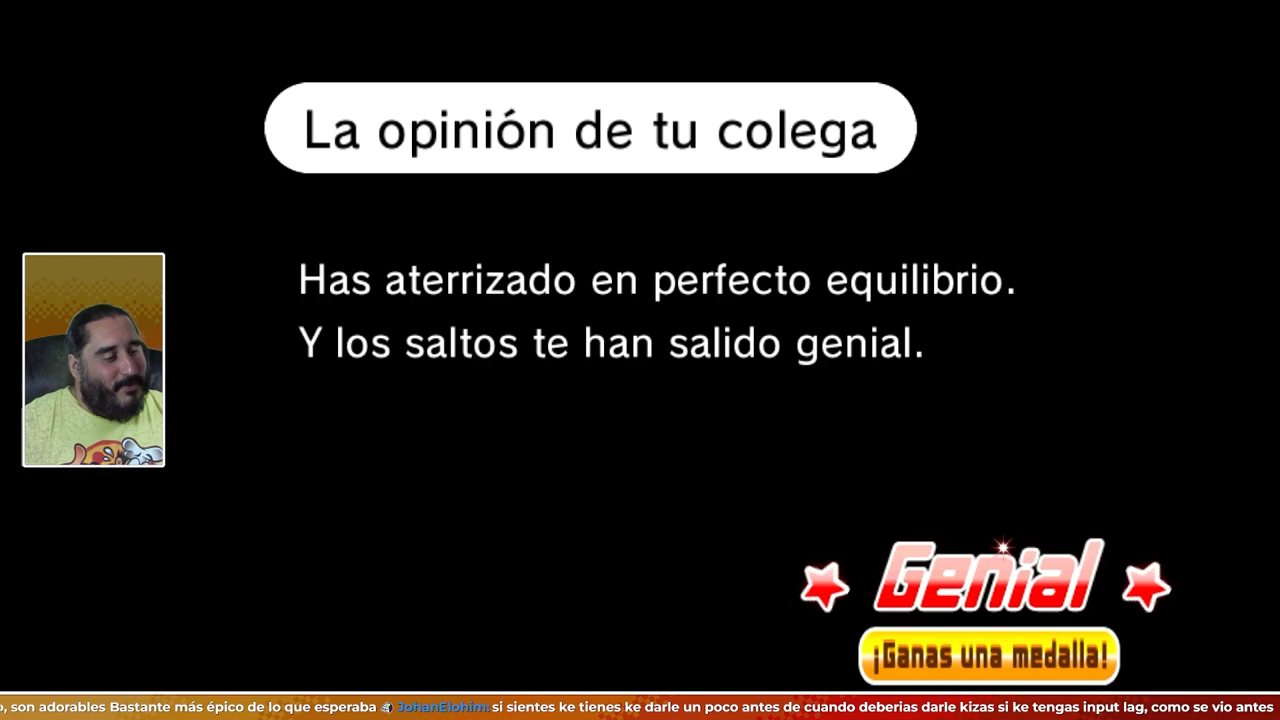 La opinión de tu colega
Has aterrizado en perfecto equilibrio.
Y los saltos te han salido genial.
Genial
¡Ganas una medalla!
o, son adorables Bastante más épico de lo que esperaba JohanElohim: si sientes ke tienes ke darle un poco antes de cuando deberias darle kizas si ke tengas input lag, como se vio antes